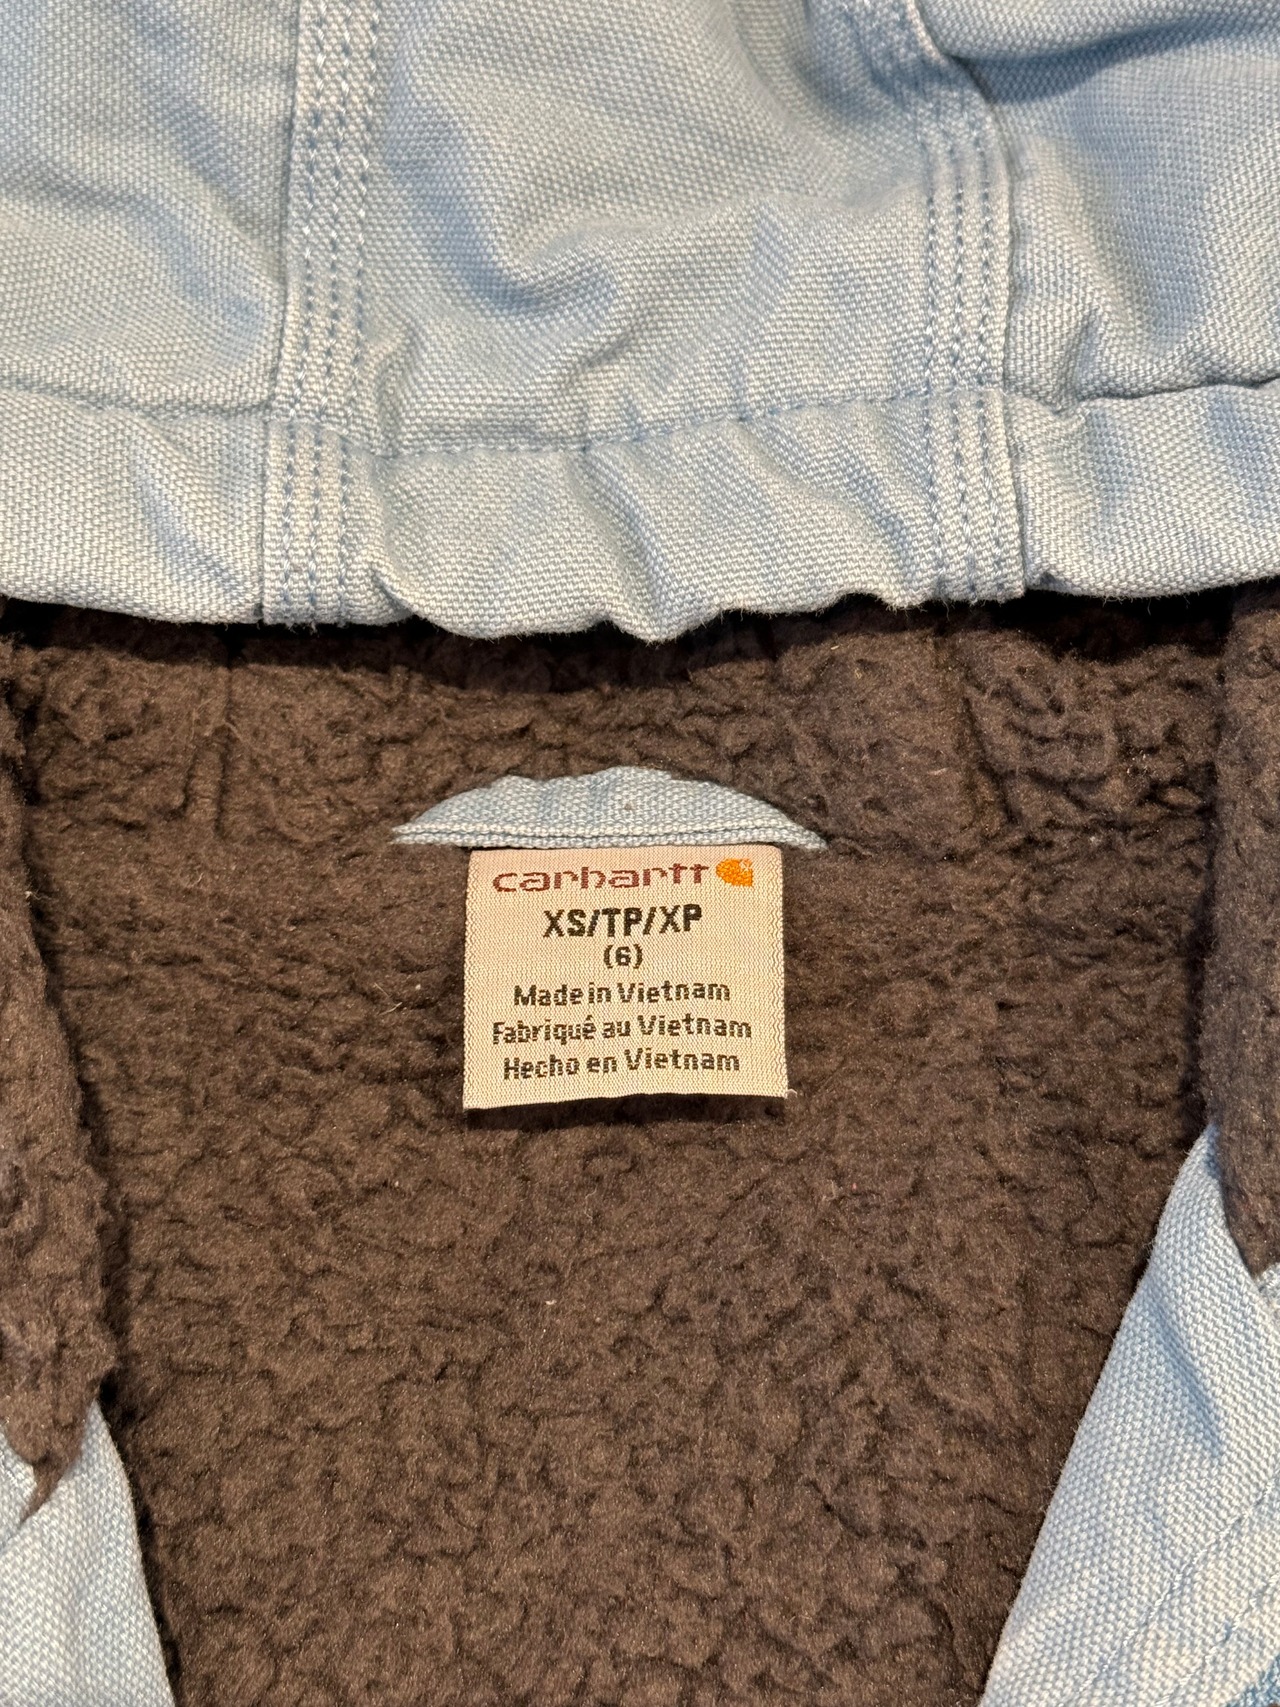 carhartt
XS/TP/XP
(6)
Made in Vietnam
Fabriqué au Vietnam
Hecho en Vietnam